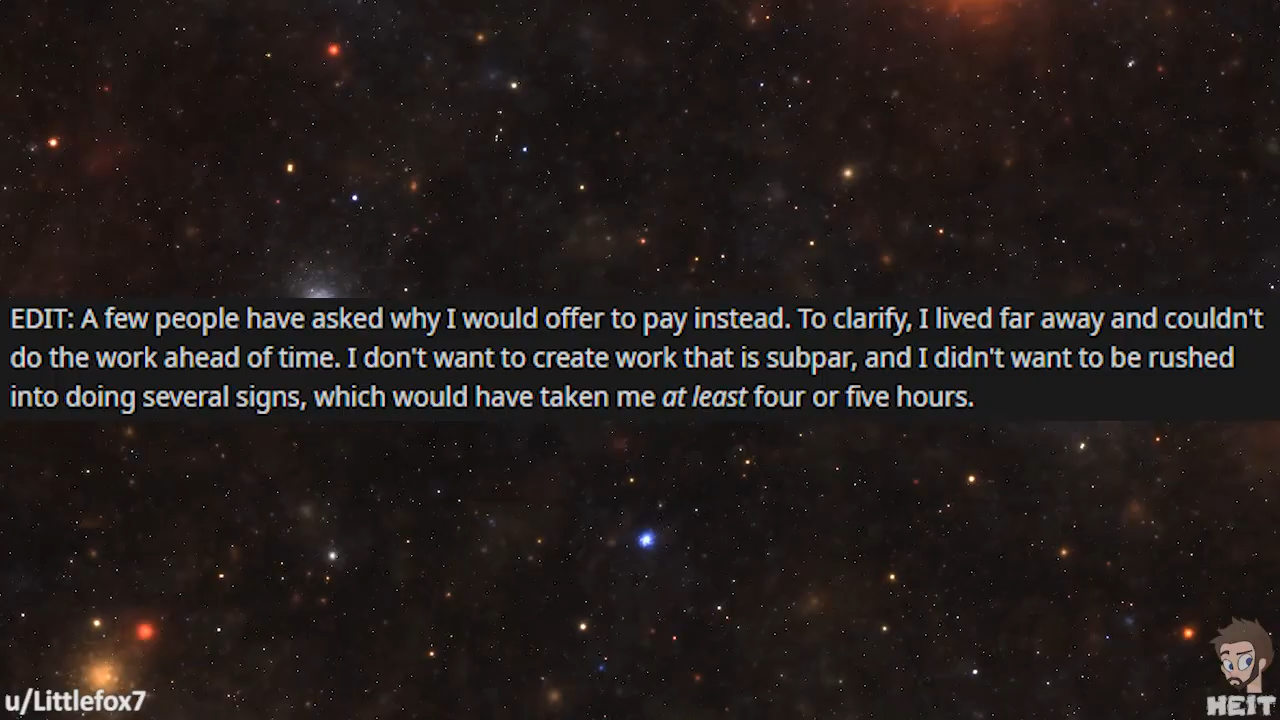 EDIT: A few people have asked why I would offer to pay instead. To clarify, I lived far away and couldn't
do the work ahead of time. I don't want to create work that is subpar, and I didn't want to be rushed
into doing several signs, which would have taken me at least four or five hours.
u/Littlefox7
HEIT